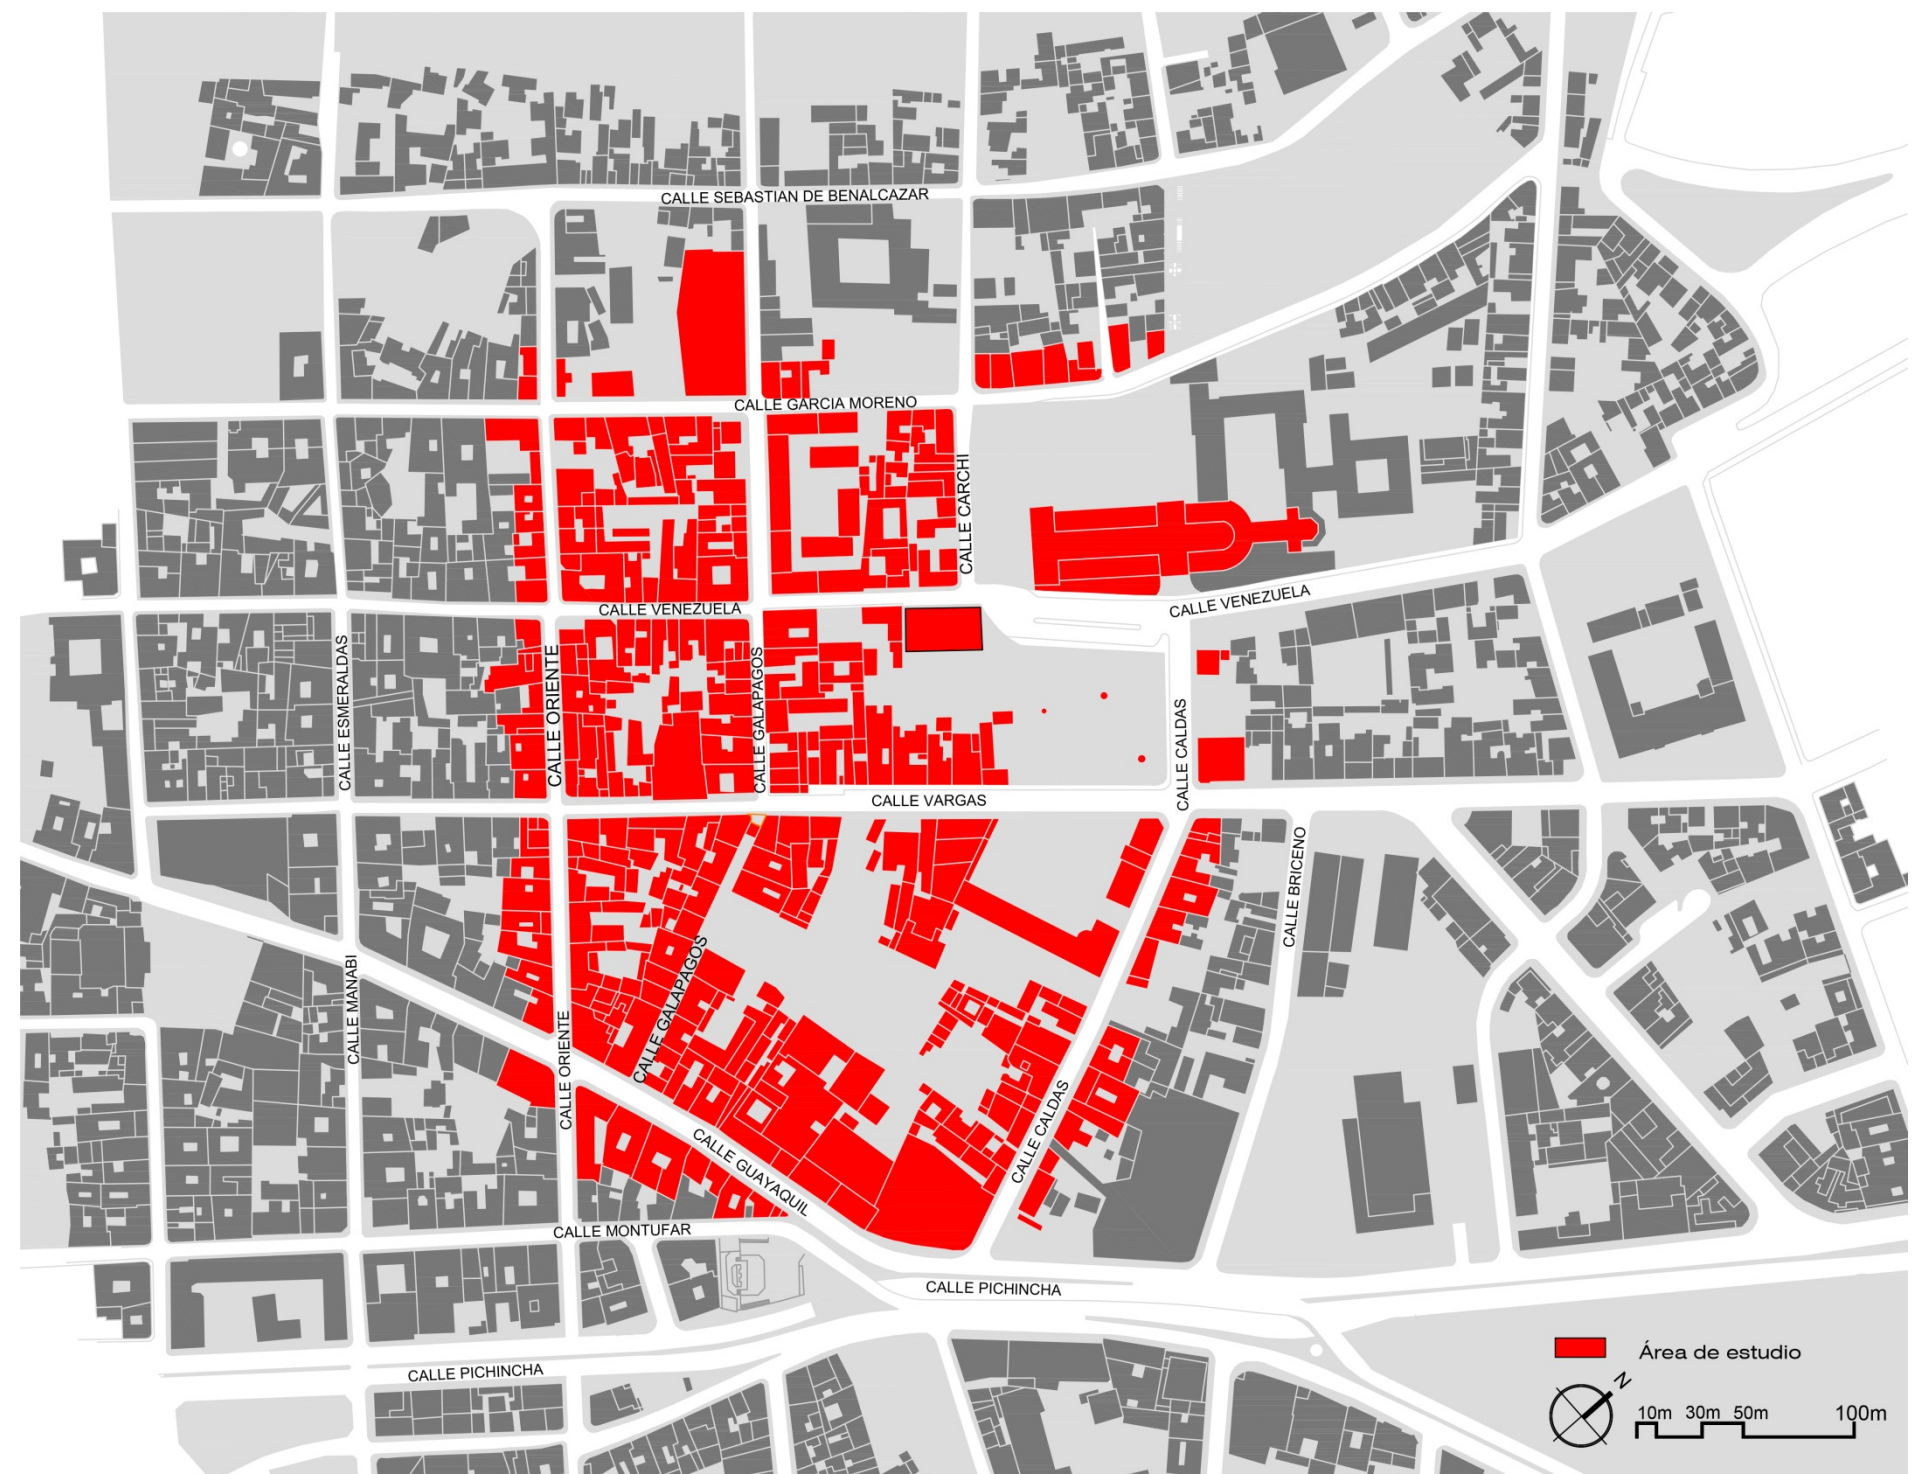 CALLE SEBASTIAN DE BENALCAZAR
CALLE GARCIA MORENO
CALLE CARCHI
CALLE VENEZUELA
CALLE VENEZUELA
CALLE ESMERALDAS
CALLE ORIENTE
CALLE GALAPAGOS
CALLE CALDAS
CALLE VARGAS
CALLE BRICENO
CALLE MANABI
CALLE ORIENTE
CALLE GALAPAGOS
CALLE CALDAS
CALLE GUAYAQUIL
CALLE MONTUFAR
CALLE PICHINCHA
CALLE PICHINCHA
Área de estudio
N
10m 30m 50m 100m